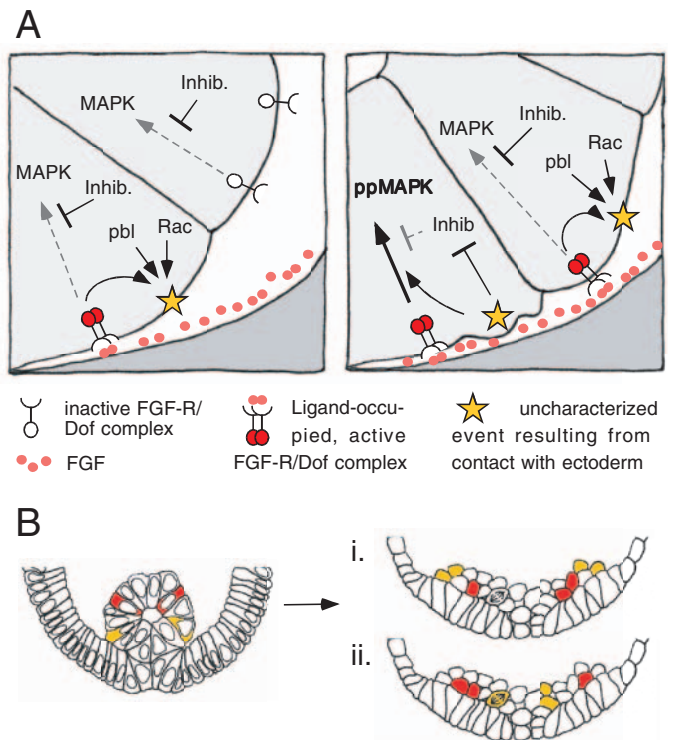 A
MAPK
Inhib.
MAPK
Inhib.
pbl
Rac
MAPK
Inhib.
Rac
pbl
ppMAPK
Inhib
inactive FGF-R/
Dof complex
FGF
Ligand-occu-
pied, active
FGF-R/Dof complex
uncharacterized
event resulting from
contact with ectoderm
B
i.
ii.